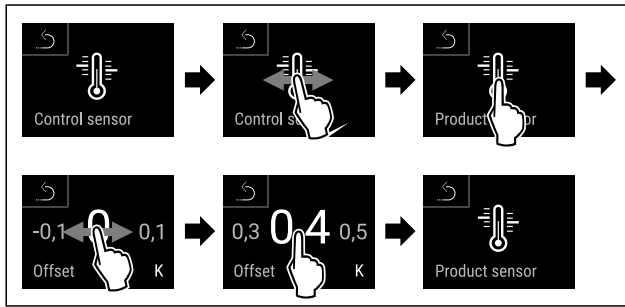 Control sensor
Control
Product
-0,1 0 0,1
Offset K
0,3 0,4 0,5
Offset K
Product sensor